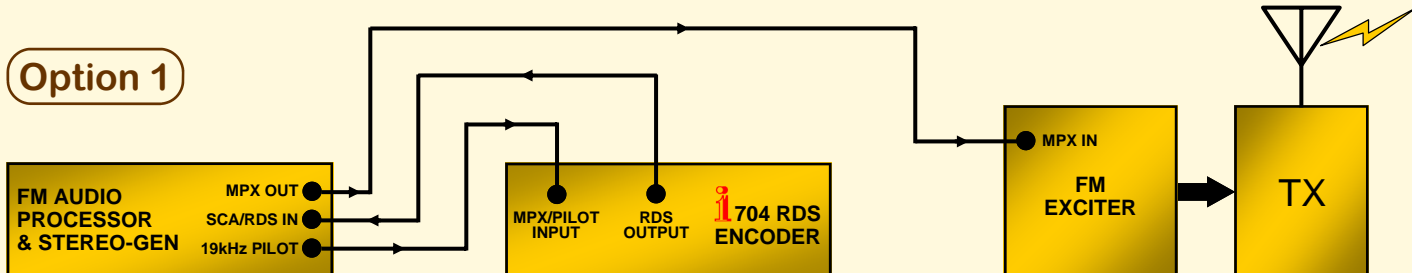 Option 1
FM AUDIO
PROCESSOR
& STEREO-GEN
MPX OUT
SCA/RDS IN
19kHz PILOT
MPX/PILOT
INPUT
RDS
OUTPUT
i704 RDS
ENCODER
MPX IN
FM
EXCITER
TX